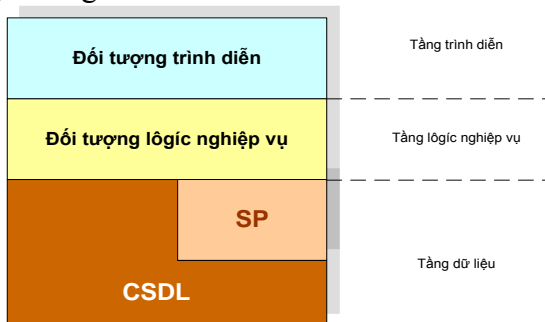 Đối tượng trình diễn
Tầng trình diễn
Đối tượng lôgíc nghiệp vụ
Tầng lôgíc nghiệp vụ
SP
Tầng dữ liệu
CSDL